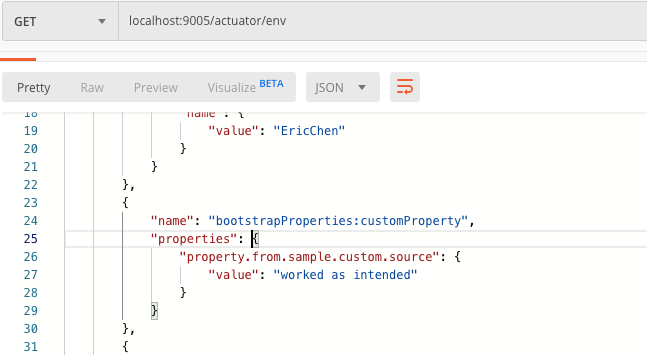 GET
localhost:9005/actuator/env
Pretty
Raw
Preview
Visualize BETA
JSON
18 "name": {
19 "value": "EricChen"
20 }
21 }
22 },
23 {
24 "name": "bootstrapProperties:customProperty",
25 "properties": {
26 "property.from.sample.custom.source": {
27 "value": "worked as intended"
28 }
29 }
30 },
31 {